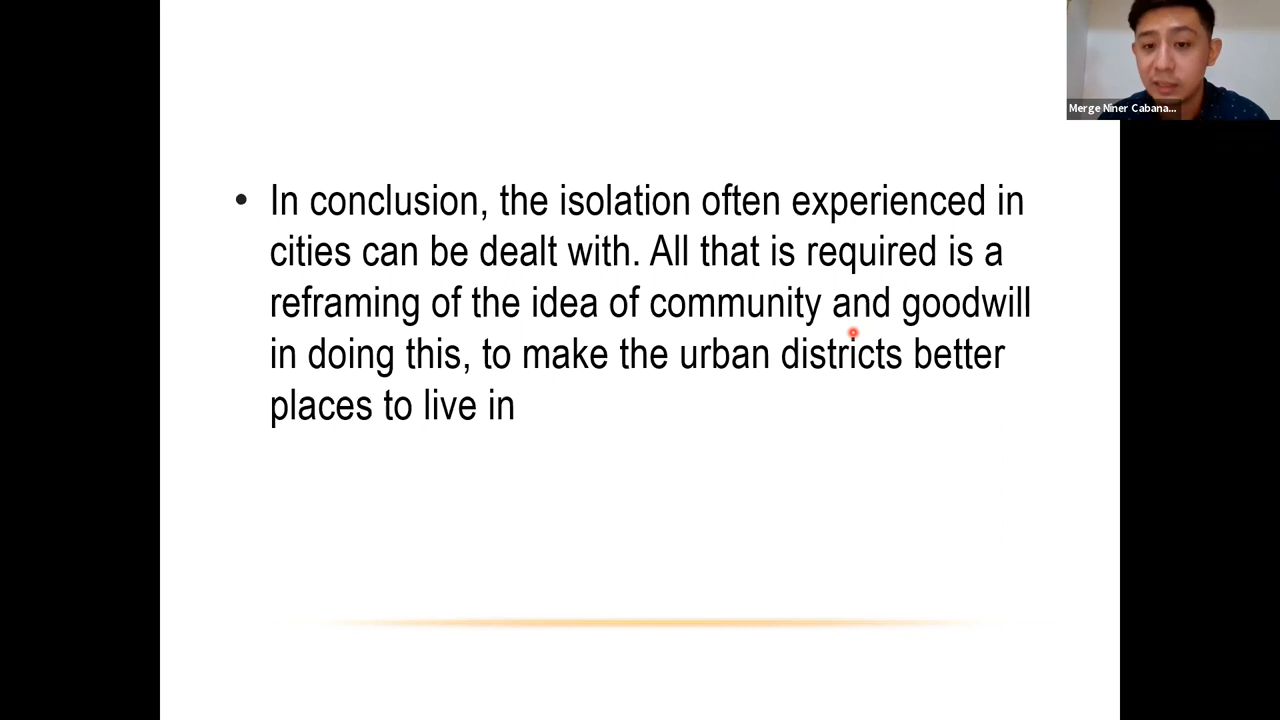 Merge Niner Cabana...
• In conclusion, the isolation often experienced in
cities can be dealt with. All that is required is a
reframing of the idea of community and goodwill
in doing this, to make the urban districts better
places to live in